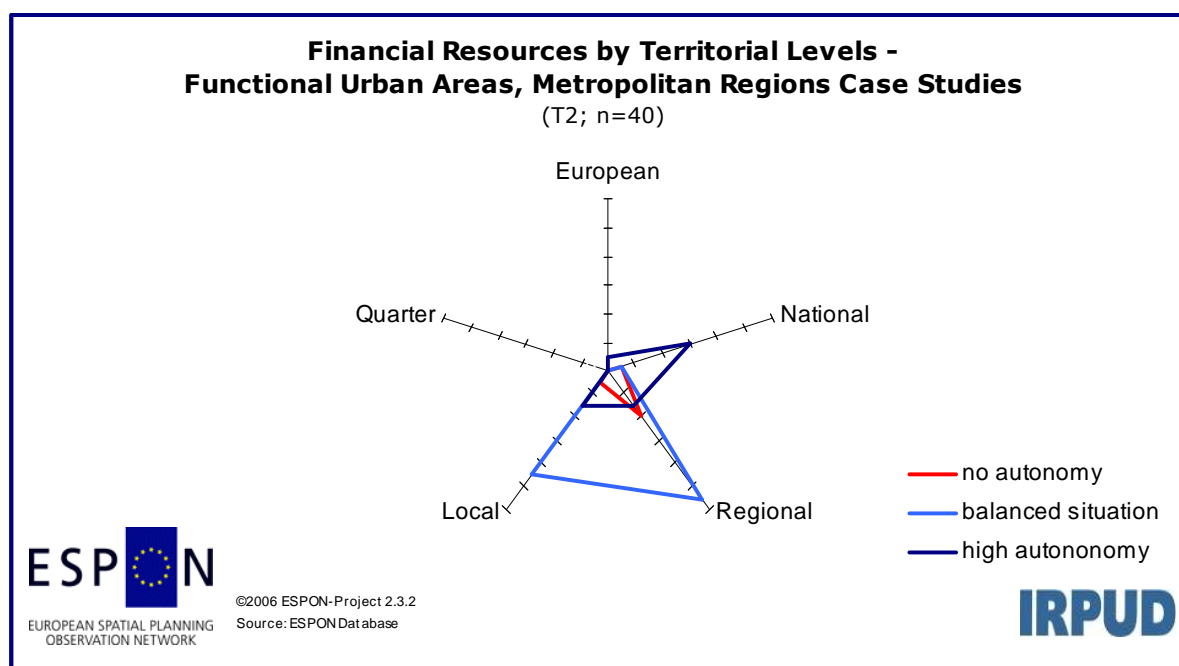 Financial Resources by Territorial Levels -
Functional Urban Areas, Metropolitan Regions Case Studies
(T2; n=40)
European
Quarter
National
Local
Regional
no autonomy
balanced situation
high autononomy
ESPON
EUROPEAN SPATIAL PLANNING
OBSERVATION NETWORK
©2006 ESPON-Project 2.3.2
Source: ESPON Database
IRPUD